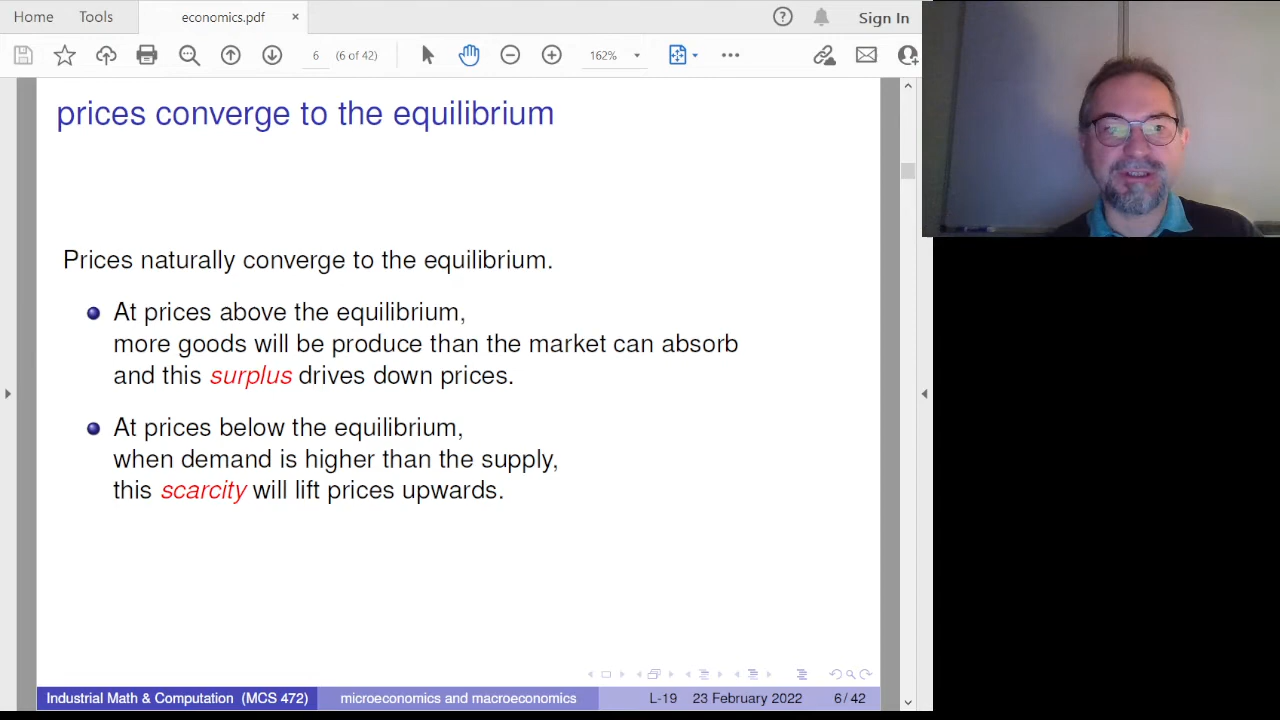 Home Tools economics.pdf × Sign In
6 (6 of 42) 162%
prices converge to the equilibrium
Prices naturally converge to the equilibrium.
At prices above the equilibrium,
more goods will be produce than the market can absorb
and this surplus drives down prices.
At prices below the equilibrium,
when demand is higher than the supply,
this scarcity will lift prices upwards.
Industrial Math & Computation (MCS 472) microeconomics and macroeconomics L-19 23 February 2022 6 / 42